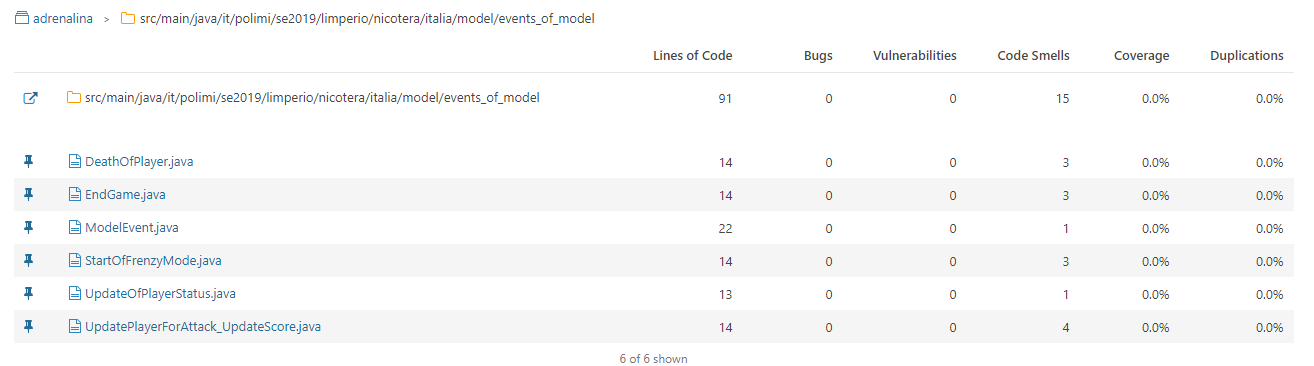 adrenalina > src/main/java/it/polimi/se2019/limperio/nicotera/italia/model/events_of_model
Lines of Code Bugs Vulnerabilities Code Smells Coverage Duplications
src/main/java/it/polimi/se2019/limperio/nicotera/italia/model/events_of_model 91 0 0 15 0.0% 0.0%
DeathOfPlayer.java 14 0 0 3 0.0% 0.0%
EndGame.java 14 0 0 3 0.0% 0.0%
ModelEvent.java 22 0 0 1 0.0% 0.0%
StartOfFrenzyMode.java 14 0 0 3 0.0% 0.0%
UpdateOfPlayerStatus.java 13 0 0 1 0.0% 0.0%
UpdatePlayerForAttack_UpdateScore.java 14 0 0 4 0.0% 0.0%
6 of 6 shown